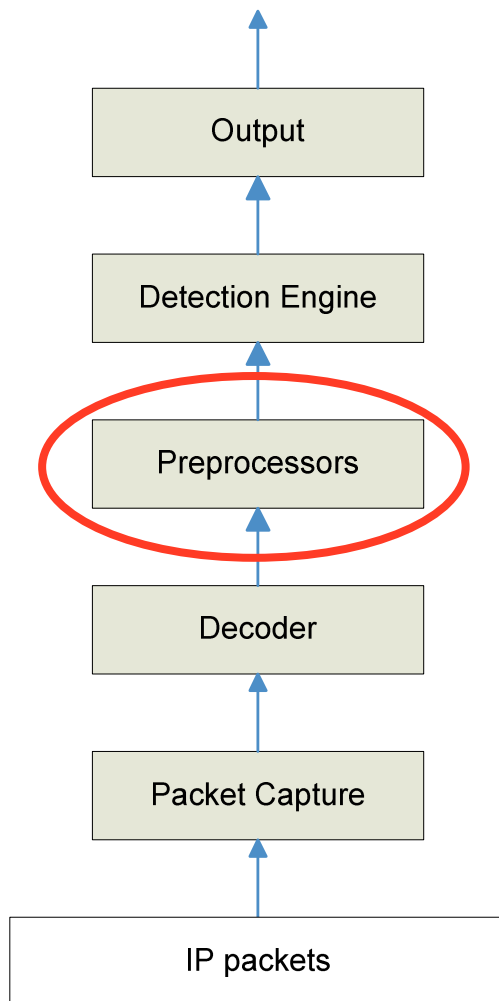 Output
Detection Engine
Preprocessors
Decoder
Packet Capture
IP packets